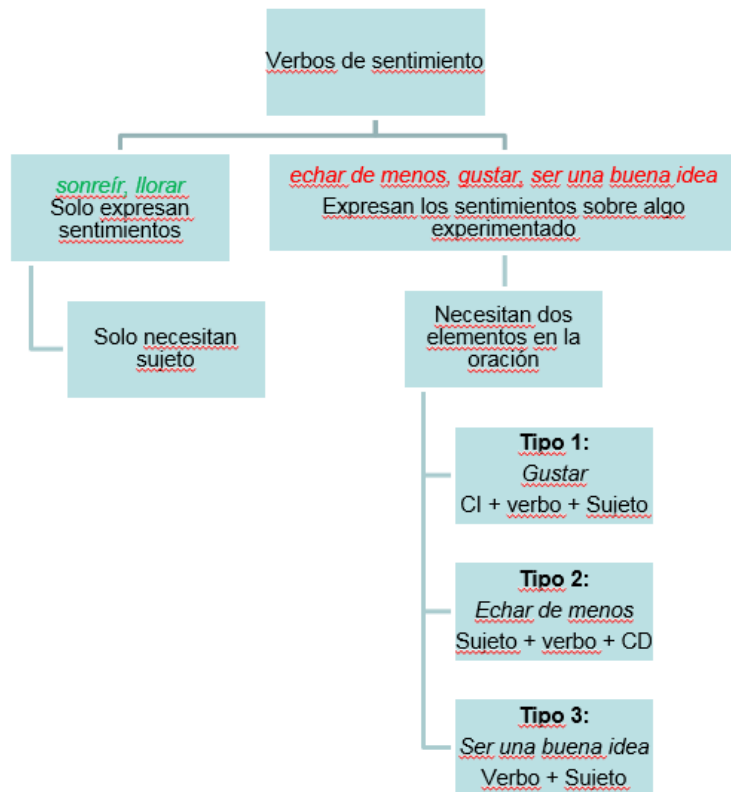 Verbos de sentimiento
sonreír, llorar
Solo expresan
sentimientos
echar de menos, gustar, ser una buena idea
Expresan los sentimientos sobre algo
experimentado
Solo necesitan
sujeto
Necesitan dos
elementos en la
oración
Tipo 1:
Gustar
CI + verbo + Sujeto
Tipo 2:
Echar de menos
Sujeto + verbo + CD
Tipo 3:
Ser una buena idea
Verbo + Sujeto